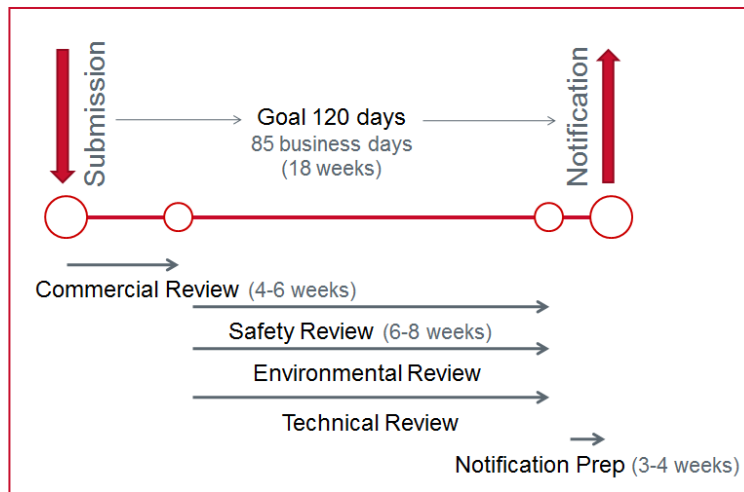 Submission
Goal 120 days
85 business days
(18 weeks)
Notification
Commercial Review (4-6 weeks)
Safety Review (6-8 weeks)
Environmental Review
Technical Review
Notification Prep (3-4 weeks)